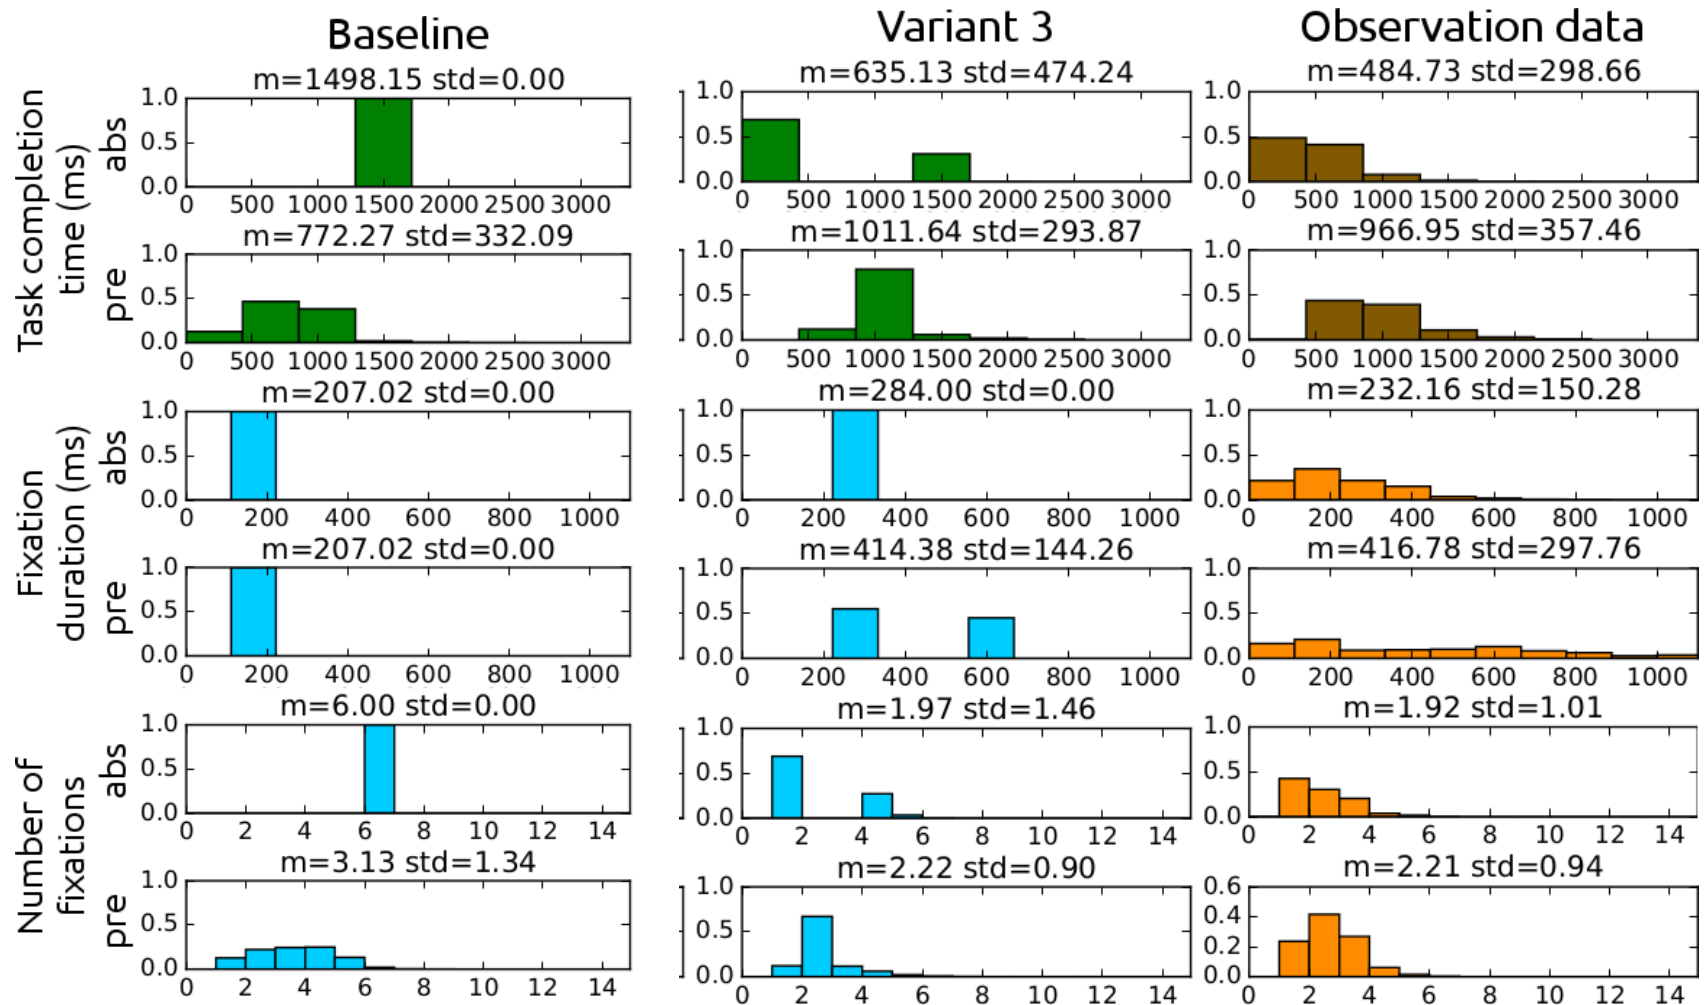 Baseline
Variant 3
Observation data
Task completion
time (ms)
abs
m=1498.15 std=0.00
1.0
0.5
0.0
0 500 1000 1500 2000 2500 3000
m=635.13 std=474.24
1.0
0.5
0.0
0 500 1000 1500 2000 2500 3000
m=484.73 std=298.66
1.0
0.5
0.0
0 500 1000 1500 2000 2500 3000
pre
m=772.27 std=332.09
1.0
0.5
0.0
0 500 1000 1500 2000 2500 3000
m=1011.64 std=293.87
1.0
0.5
0.0
0 500 1000 1500 2000 2500 3000
m=966.95 std=357.46
1.0
0.5
0.0
0 500 1000 1500 2000 2500 3000
Fixation
duration (ms)
abs
m=207.02 std=0.00
1.0
0.5
0.0
0 200 400 600 800 1000
m=284.00 std=0.00
1.0
0.5
0.0
0 200 400 600 800 1000
m=232.16 std=150.28
1.0
0.5
0.0
0 200 400 600 800 1000
pre
m=207.02 std=0.00
1.0
0.5
0.0
0 200 400 600 800 1000
m=414.38 std=144.26
1.0
0.5
0.0
0 200 400 600 800 1000
m=416.78 std=297.76
1.0
0.5
0.0
0 200 400 600 800 1000
Number of
fixations
abs
m=6.00 std=0.00
1.0
0.5
0.0
0 2 4 6 8 10 12 14
m=1.97 std=1.46
1.0
0.5
0.0
0 2 4 6 8 10 12 14
m=1.92 std=1.01
1.0
0.5
0.0
0 2 4 6 8 10 12 14
pre
m=3.13 std=1.34
1.0
0.5
0.0
0 2 4 6 8 10 12 14
m=2.22 std=0.90
1.0
0.5
0.0
0 2 4 6 8 10 12 14
m=2.21 std=0.94
0.6
0.4
0.2
0.0
0 2 4 6 8 10 12 14